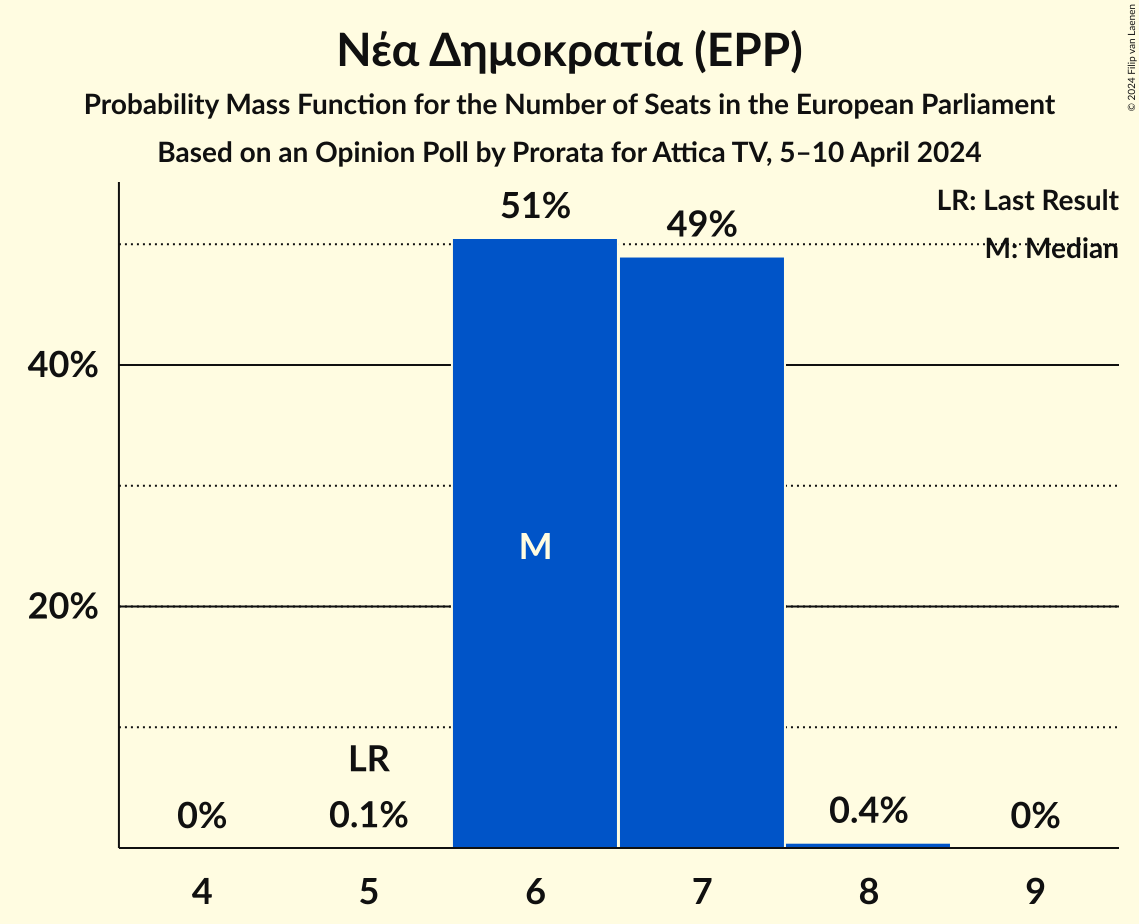 Νέα Δημοκρατία (EPP)
Probability Mass Function for the Number of Seats in the European Parliament
Based on an Opinion Poll by Prorata for Attica TV, 5–10 April 2024
© 2024 Filip van Laenen
LR: Last Result
M: Median
51%
49%
40%
M
20%
LR
0%
0.1%
0.4%
0%
4
5
6
7
8
9